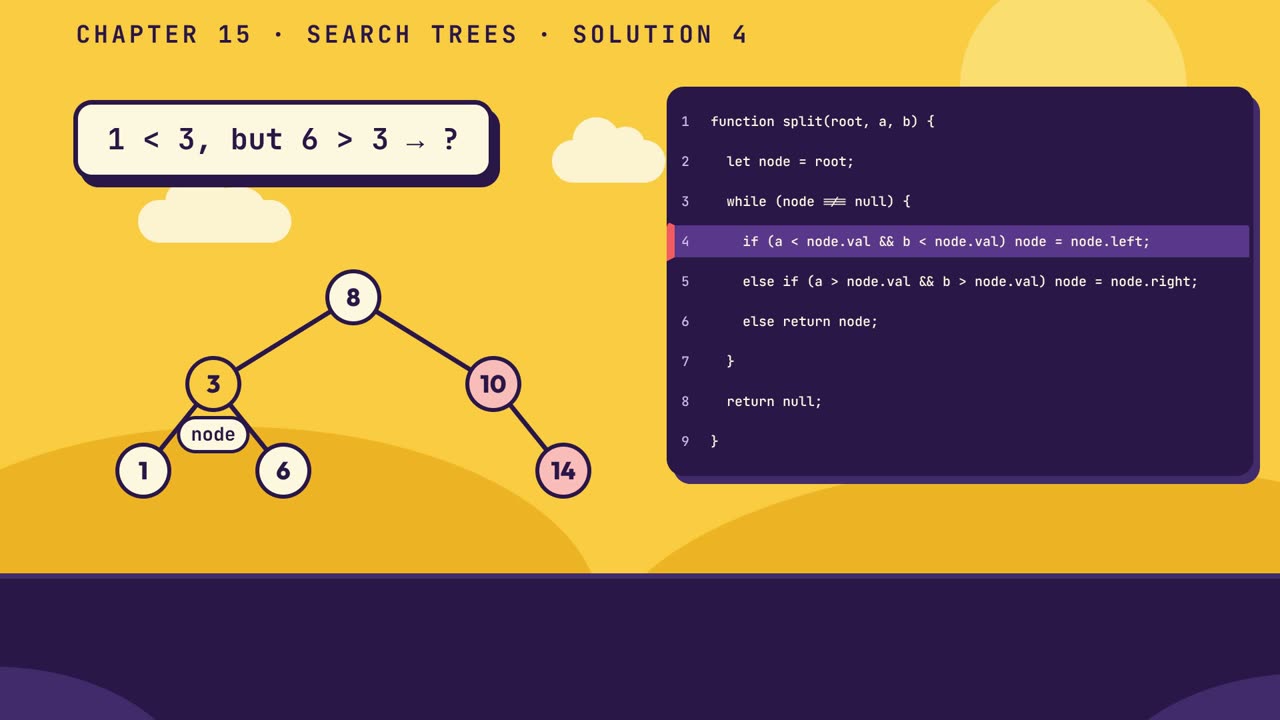 CHAPTER 15 · SEARCH TREES · SOLUTION 4
1 < 3, but 6 > 3 → ?
8
3
10
node
1
6
14
1 function split(root, a, b) {
2 let node = root;
3 while (node !== null) {
4 if (a < node.val && b < node.val) node = node.left;
5 else if (a > node.val && b > node.val) node = node.right;
6 else return node;
7 }
8 return null;
9 }